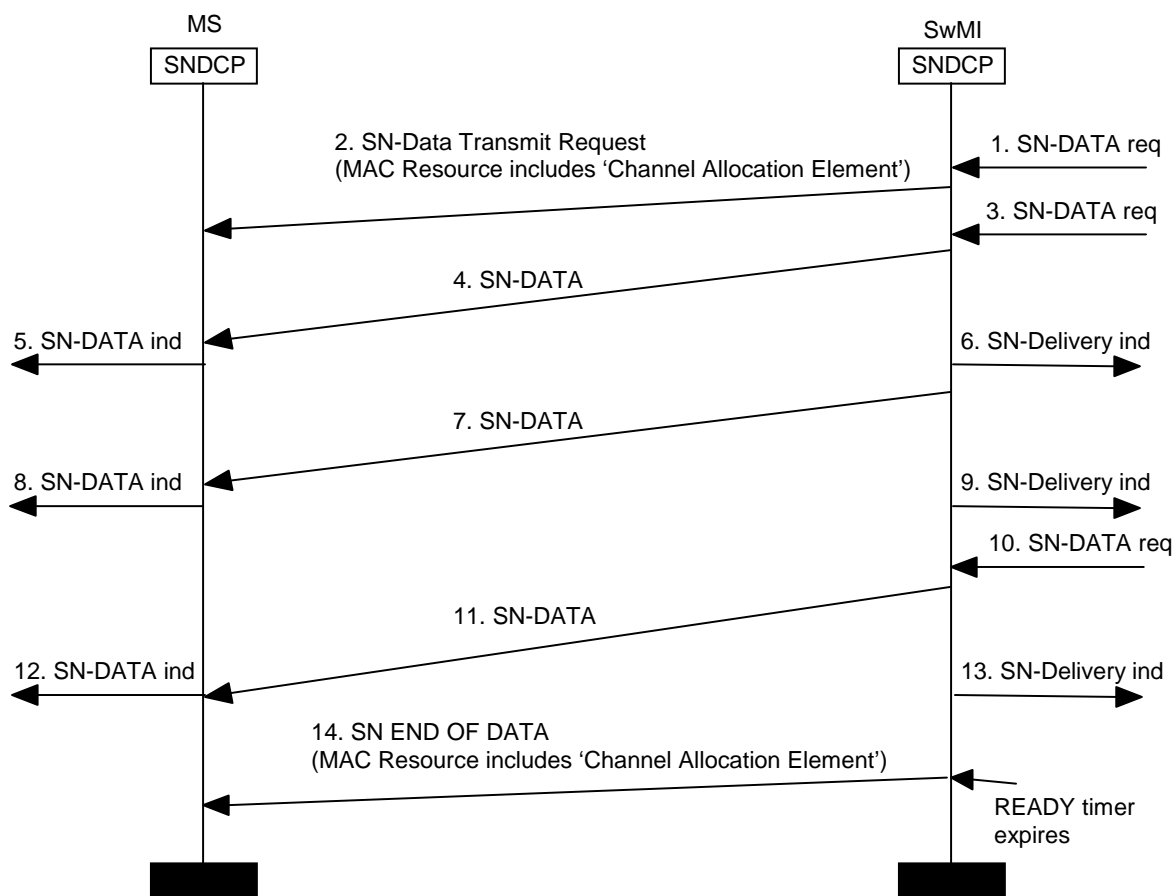 MS
SwMI
SNDCP
SNDCP
2. SN-Data Transmit Request
(MAC Resource includes ‘Channel Allocation Element’)
1. SN-DATA req
3. SN-DATA req
4. SN-DATA
5. SN-DATA ind
6. SN-Delivery ind
7. SN-DATA
8. SN-DATA ind
9. SN-Delivery ind
10. SN-DATA req
11. SN-DATA
12. SN-DATA ind
13. SN-Delivery ind
14. SN END OF DATA
(MAC Resource includes ‘Channel Allocation Element’)
READY timer
expires